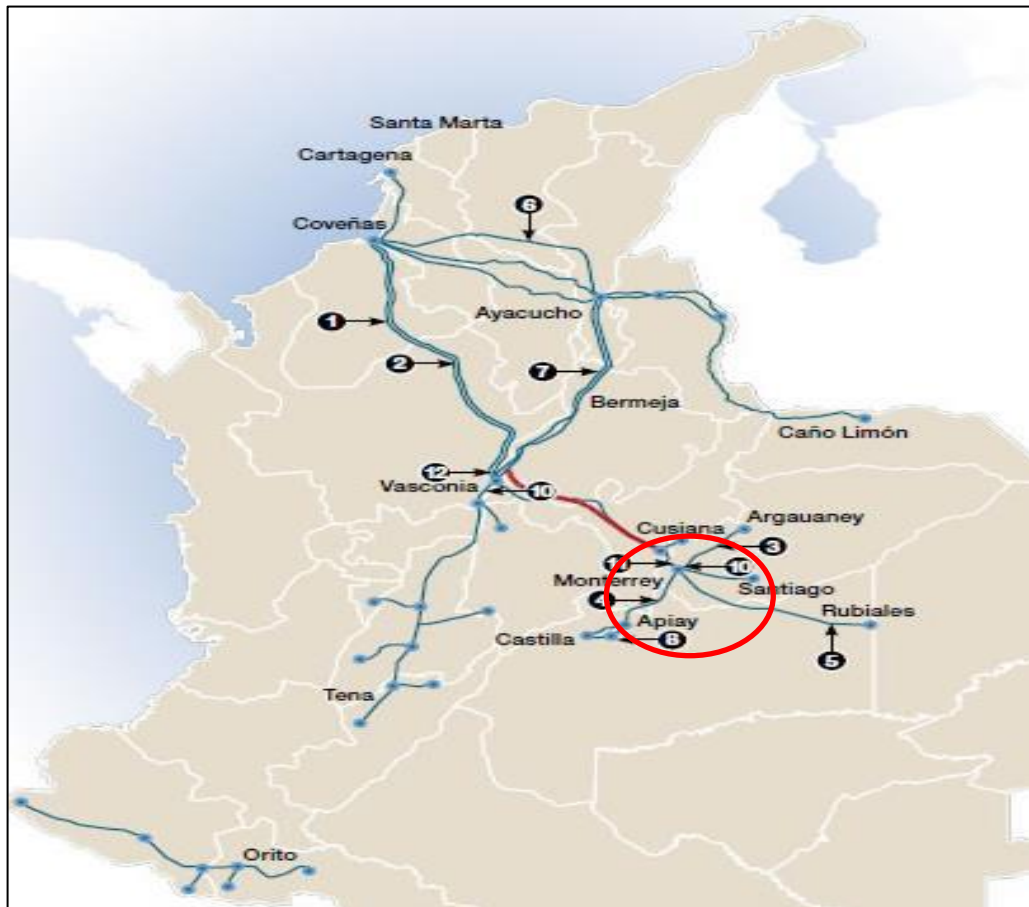 Santa Marta
Cartagena
6
Coveñas
Ayacucho
1
2
7
Bermeja
Caño Limón
12
Vasconia
10
Argauaney
Cusiana
3
11
10
Monterrey
Santiago
4
Rubiales
Apiay
Castilla
8
5
Tena
Orito